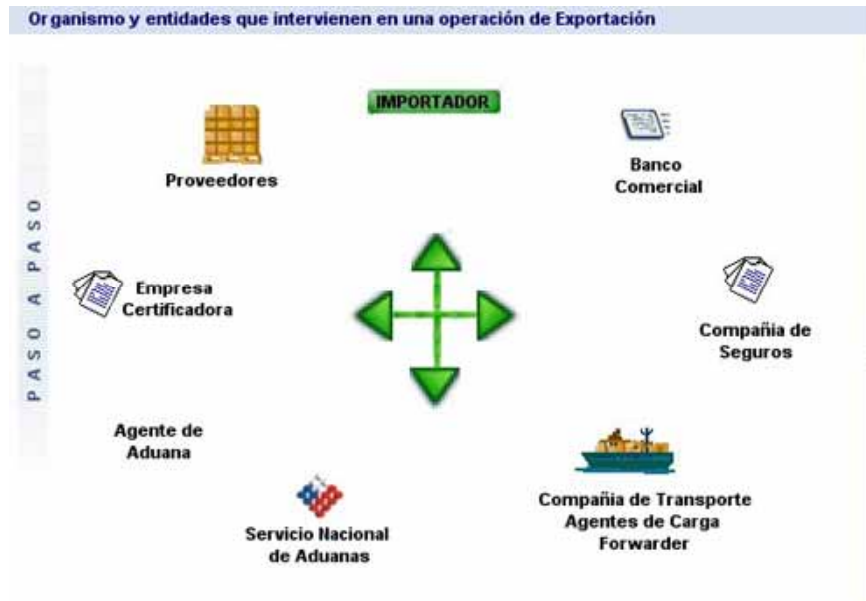 Organismo y entidades que intervienen en una operación de Exportación
IMPORTADOR
Proveedores
Banco
Comercial
PASO A PASO
Empresa
Certificadora
Compañia de
Seguros
Agente de
Aduana
Compañia de Transporte
Agentes de Carga
Forwarder
Servicio Nacional
de Aduanas